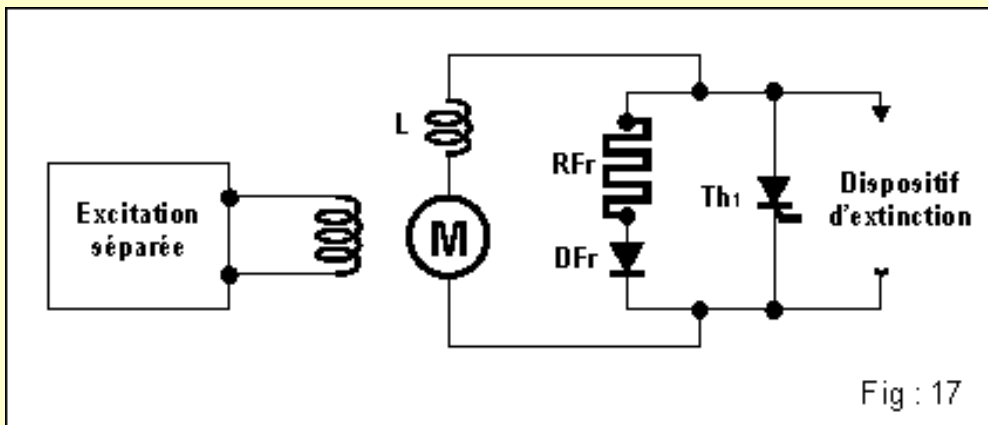 Excitation
séparée
L
M
RFr
DFr
Th1
Dispositif
d'extinction
Fig : 17